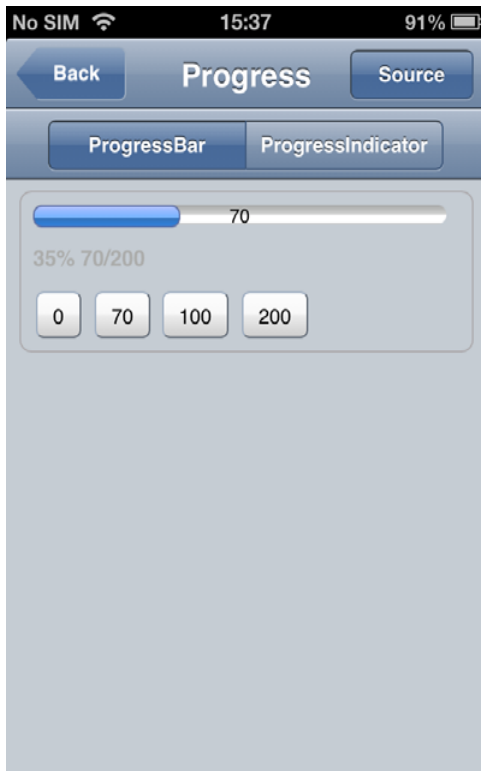 No SIM 15:37 91%
Back Progress Source
ProgressBar ProgressIndicator
70
35% 70/200
0 70 100 200